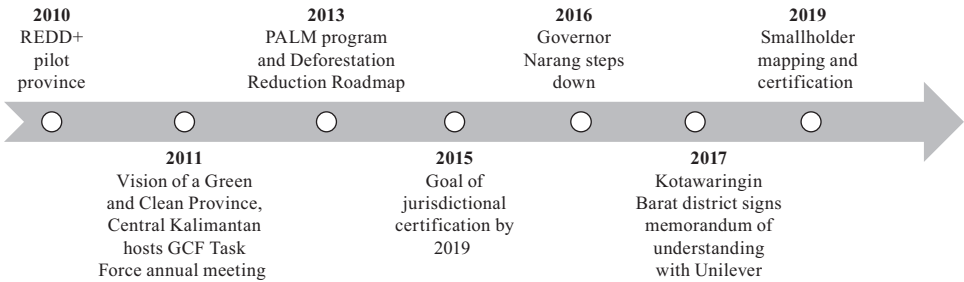 2010
REDD+
pilot
province
2011
Vision of a Green
and Clean Province,
Central Kalimantan
hosts GCF Task
Force annual meeting
2013
PALM program
and Deforestation
Reduction Roadmap
2015
Goal of
jurisdictional
certification by
2019
2016
Governor
Narang steps
down
2017
Kotawaringin
Barat district signs
memorandum of
understanding
with Unilever
2019
Smallholder
mapping and
certification